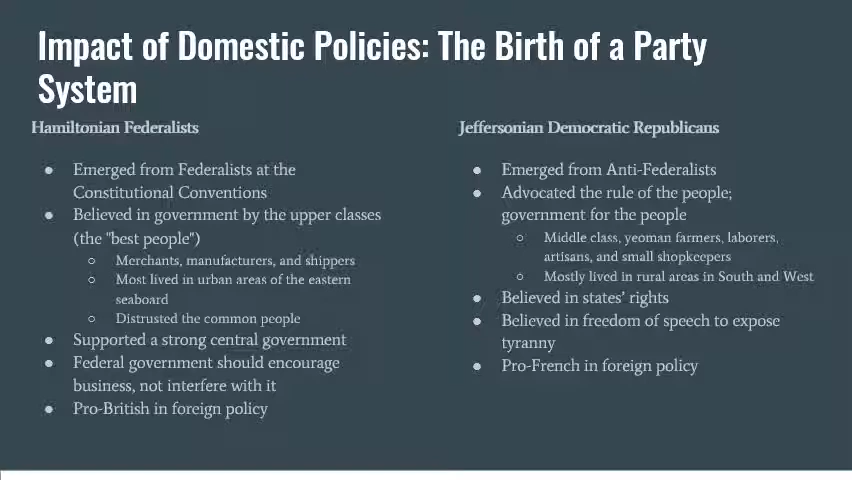 Impact of Domestic Policies: The Birth of a Party
System
Hamiltonian Federalists
● Emerged from Federalists at the
Constitutional Conventions
● Believed in government by the upper classes
(the "best people")
○ Merchants, manufacturers, and shippers
○ Most lived in urban areas of the eastern
seaboard
○ Distrusted the common people
● Supported a strong central government
● Federal government should encourage
business, not interfere with it
● Pro-British in foreign policy
Jeffersonian Democratic Republicans
● Emerged from Anti-Federalists
● Advocated the rule of the people;
government for the people
○ Middle class, yeoman farmers, laborers,
artisans, and small shopkeepers
○ Mostly lived in rural areas in South and West
● Believed in states’ rights
● Believed in freedom of speech to expose
tyranny
● Pro-French in foreign policy